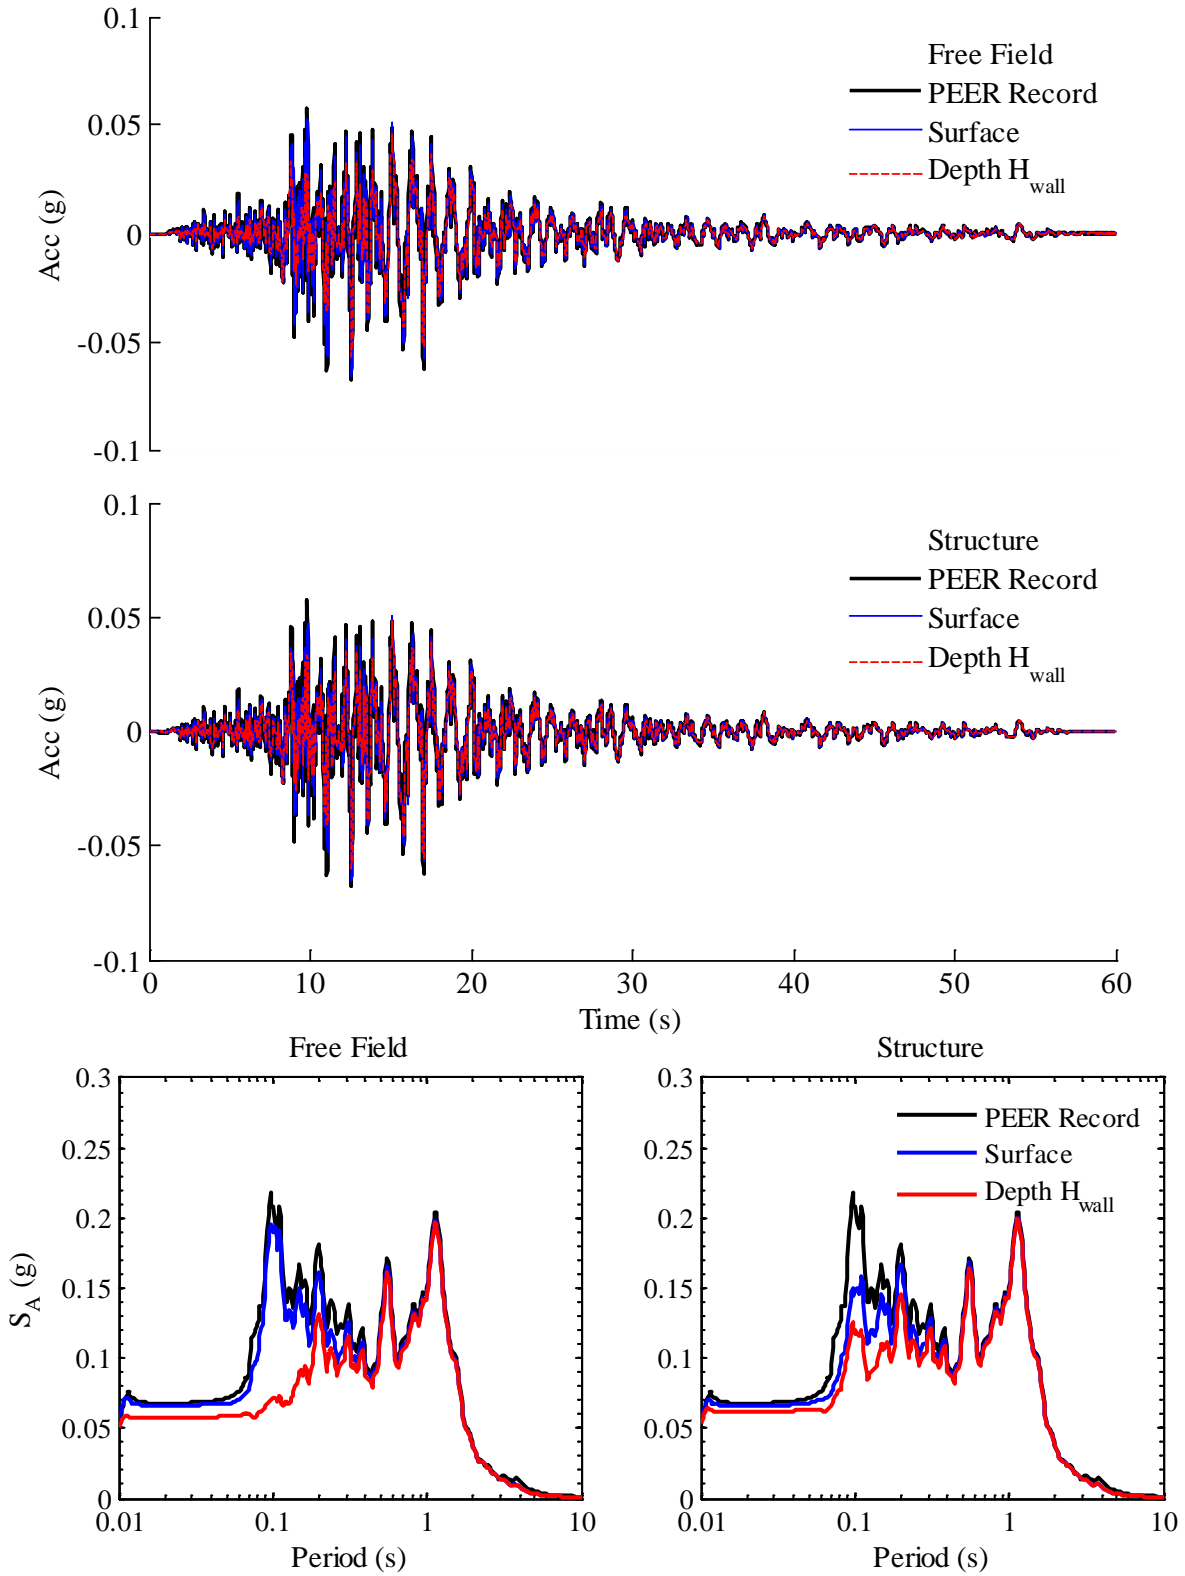 0.1
Free Field
PEER Record
0.05
Surface
Depth H_wall
Acc (g)
0
-0.05
-0.1
0.1
Structure
PEER Record
0.05
Surface
Depth H_wall
Acc (g)
0
-0.05
-0.1
0 10 20 30 40 50 60
Time (s)
Free Field
Structure
0.3
0.25
0.2
0.15
0.1
0.05
0
S_A (g)
0.01 0.1 1 10
Period (s)
0.3
0.25
0.2
0.15
0.1
0.05
0
PEER Record
Surface
Depth H_wall
0.01 0.1 1 10
Period (s)